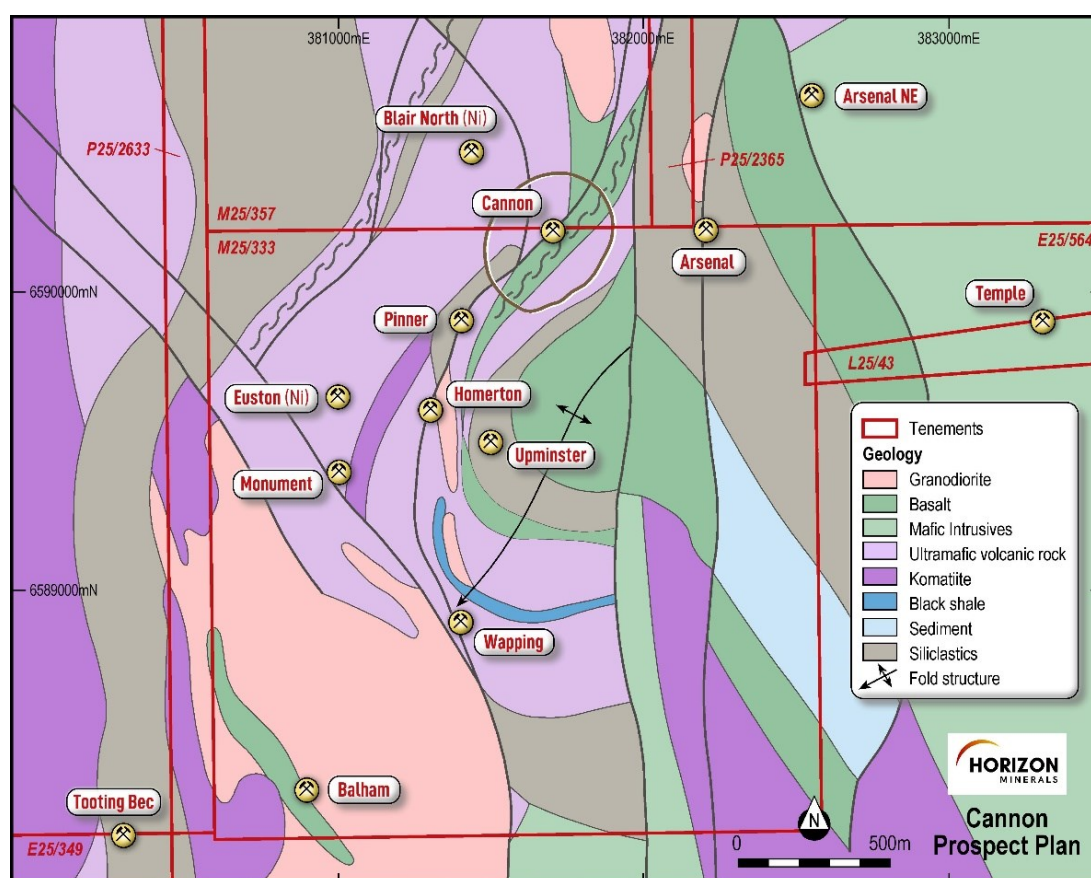 381000mE
382000mE
383000mE
Blair North (Ni)
Arsenal NE
P25/2633
P25/2365
Cannon
M25/357
M25/333
E25/564
Arsenal
6590000mN
Pinner
Temple
L25/43
Euston (Ni)
Homerton
Upminster
Monument
Tenements
Geology
Granodiorite
Basalt
Mafic Intrusives
Ultramafic volcanic rock
Komatiite
Black shale
Sediment
Siliclastics
Fold structure
6589000mN
Wapping
HORIZON
MINERALS
Balham
Tooting Bec
E25/349
N
0 500m
Cannon
Prospect Plan